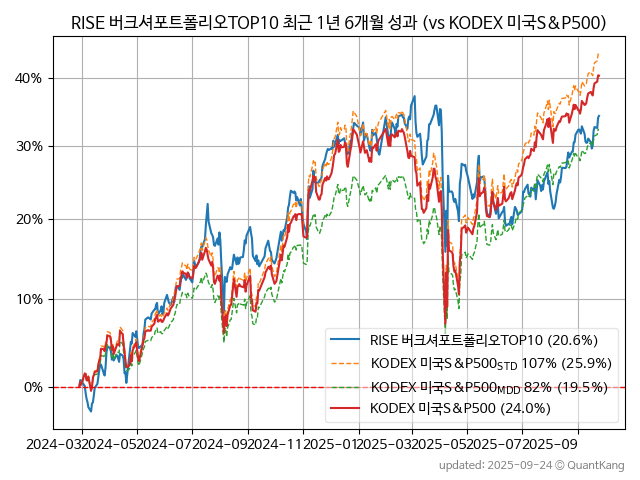 RISE 버크셔포트폴리오TOP10 최근 1년 6개월 성과 (vs KODEX 미국S&P500)
40%
30%
20%
10%
0%
RISE 버크셔포트폴리오TOP10 (20.6%)
KODEX 미국S&P500STD 107% (25.9%)
KODEX 미국S&P500MDD 82% (19.5%)
KODEX 미국S&P500 (24.0%)
2024-03 2024-05 2024-07 2024-09 2024-11 2025-01 2025-03 2025-05 2025-07 2025-09
updated: 2025-09-24 © QuantKang